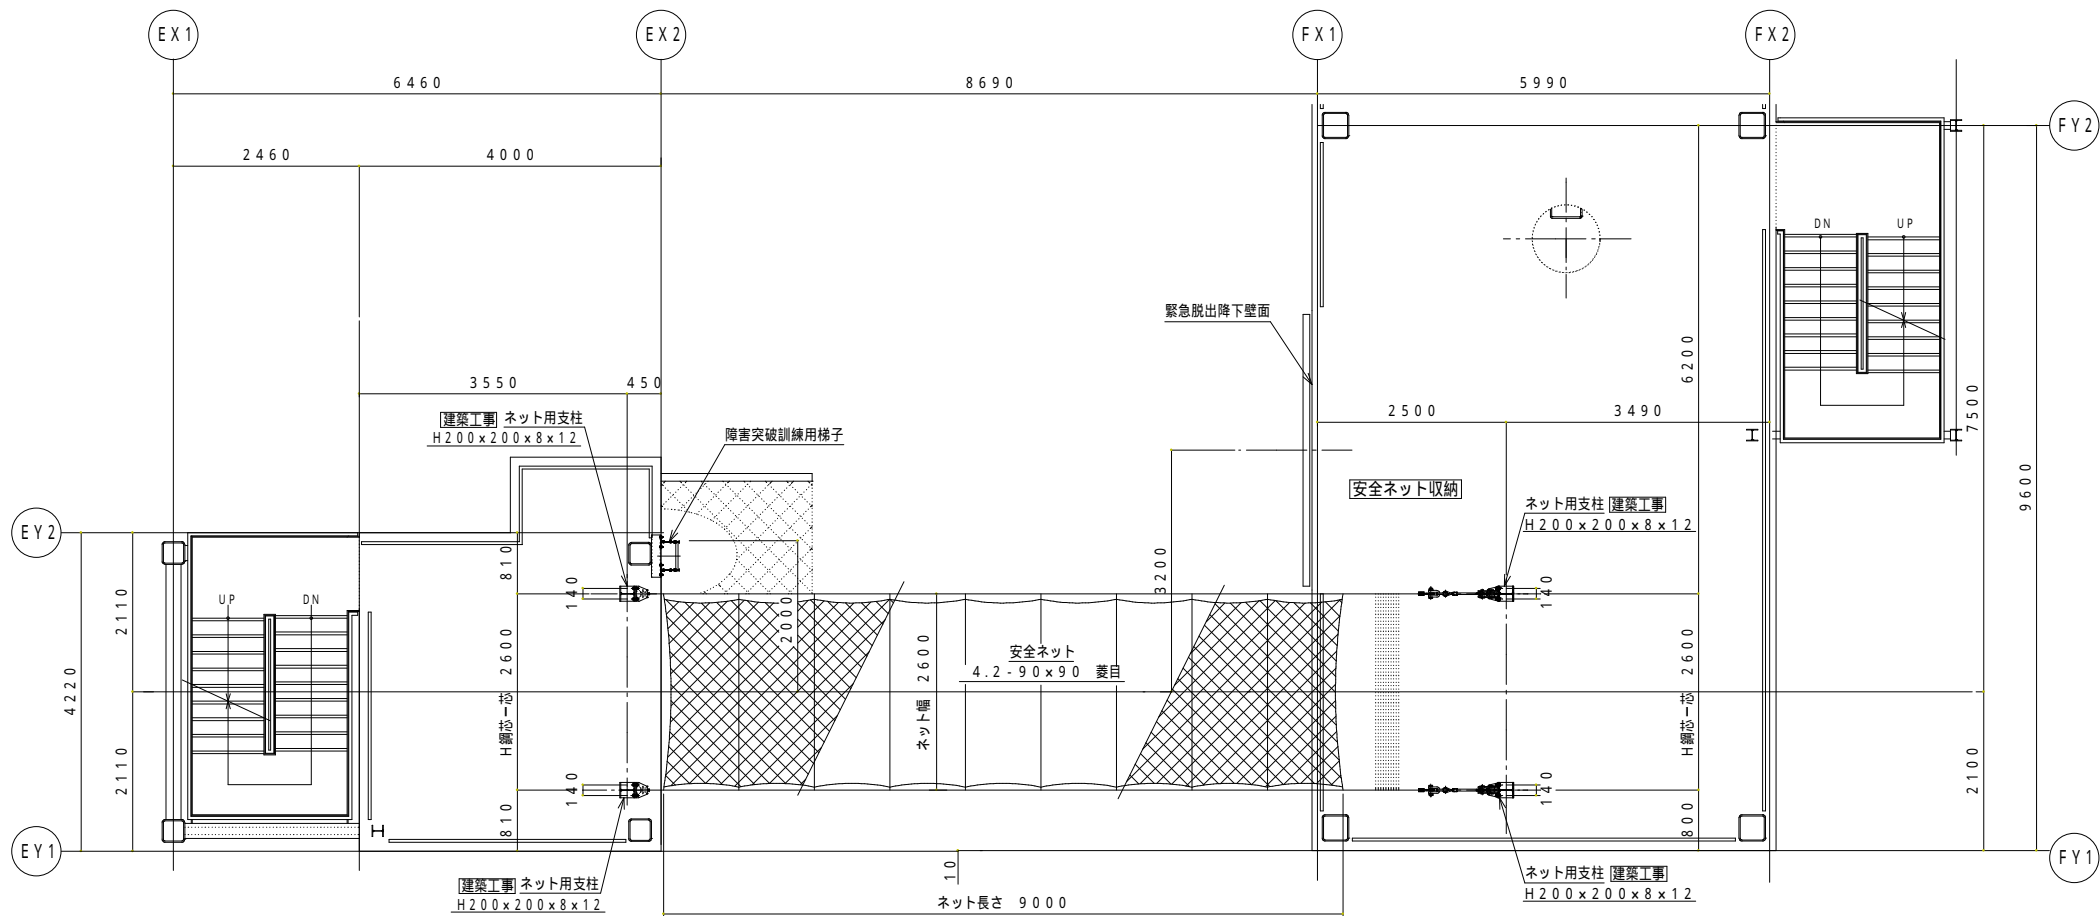 EX1
EX2
FX1
FX2
6460
8690
5990
FY2
2460
4000
DN
UP
緊急脱出降下壁面
6200
3550
450
2500
3490
7500
建築工事 ネット用支柱
H200x200x8x12
障害突破訓練用梯子
安全ネット収納
ネット用支柱 建築工事
H200x200x8x12
9600
EY2
810
3200
140
140
2000
UP
DN
2110
2600
2600
安全ネット
4.2-90x90 菱目
2600
4220
H鋼芯ー芯
ネット幅
H鋼芯ー芯
2110
140
140
2100
810
800
EY1
10
FY1
建築工事 ネット用支柱
H200x200x8x12
ネット長さ 9000
ネット用支柱 建築工事
H200x200x8x12